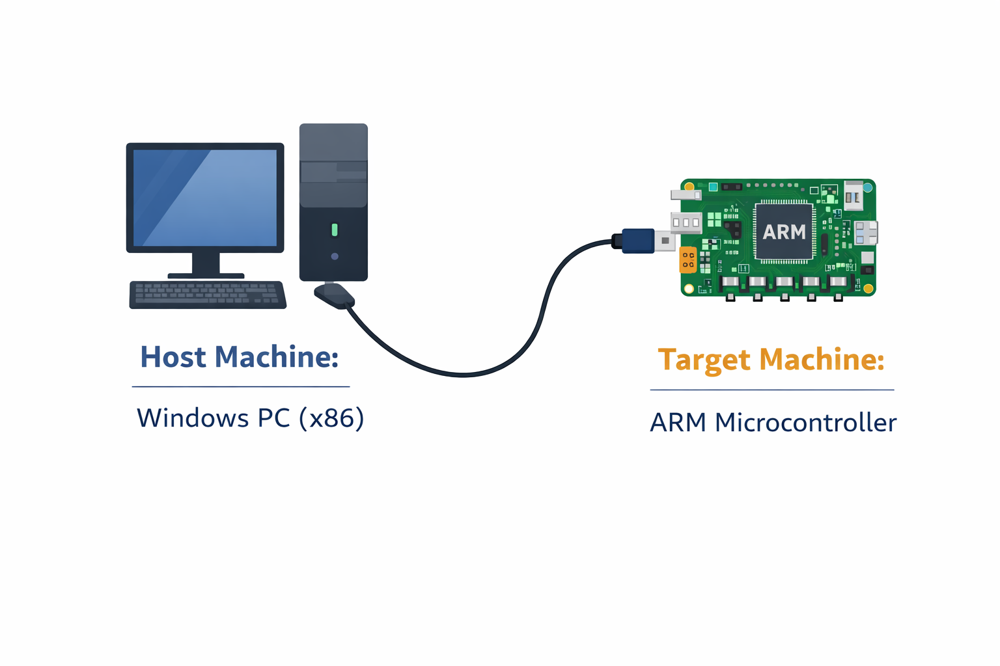 ARM
Host Machine:
Windows PC (x86)
Target Machine:
ARM Microcontroller